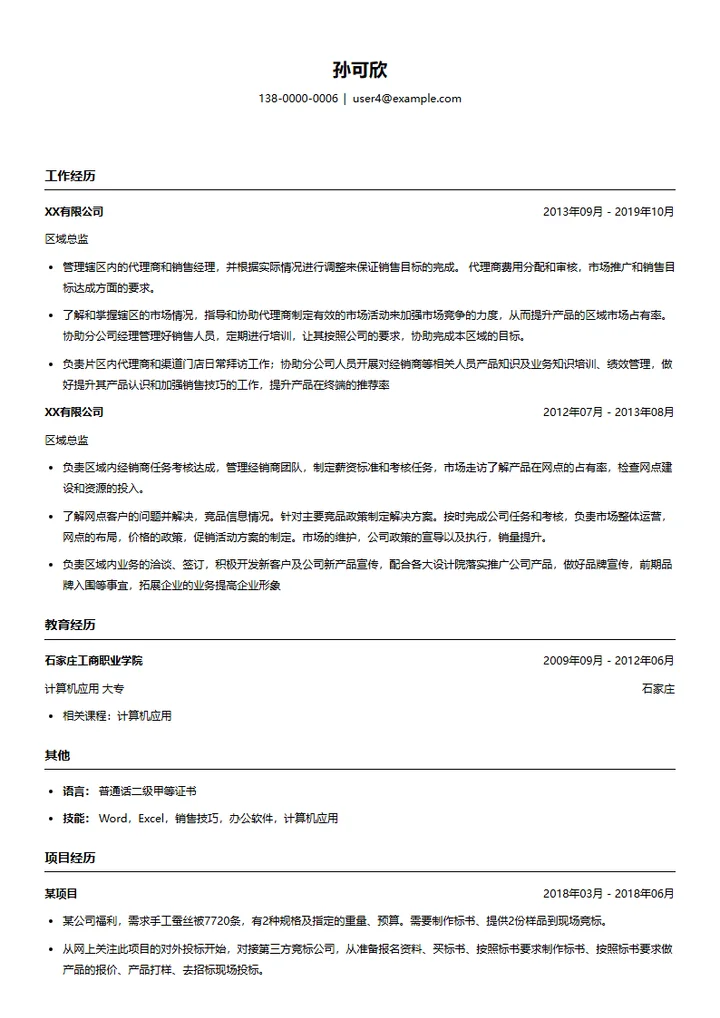 孙可欣
138-0000-0006 | user4@example.com
工作经历
XX有限公司 2013年09月 - 2019年10月
区域总监
• 管理辖区内的代理商和销售经理，并根据实际情况进行调整来保证销售目标的完成。 代理商费用分配和审核，市场推广和销售目
标达成方面的要求。
• 了解和掌握辖区的市场情况，指导和协助代理商制定有效的市场活动来加强市场竞争的力度，从而提升产品的区域市场占有率。
协助分公司经理管理好销售人员，定期进行培训，让其按照公司的要求，协助完成本区域的目标。
• 负责片区内代理商和渠道门店日常拜访工作；协助分公司人员开展对经销商等相关人员产品知识及业务知识培训、绩效管理，做
好提升其产品认识和加强销售技巧的工作，提升产品在终端的推荐率
XX有限公司 2012年07月 - 2013年08月
区域总监
• 负责区域内经销商任务考核达成，管理经销商团队，制定薪资标准和考核任务，市场走访了解产品在网点的占有率，检查网点建
设和资源的投入。
• 了解网点客户的问题并解决，竞品信息情况。针对主要竞品政策制定解决方案。按时完成公司任务和考核，负责市场整体运营，
网点的布局，价格的政策，促销活动方案的制定。市场的维护，公司政策的宣导以及执行，销量提升。
• 负责区域内业务的洽谈、签订，积极开发新客户及公司新产品宣传，配合各大设计院落实推广公司产品，做好品牌宣传，前期品
牌入围等事宜，拓展企业的业务提高企业形象
教育经历
石家庄工商职业学院 2009年09月 - 2012年06月
计算机应用 大专 石家庄
• 相关课程：计算机应用
其他
• 语言： 普通话二级甲等证书
• 技能： Word，Excel，销售技巧，办公软件，计算机应用
项目经历
某项目 2018年03月 - 2018年06月
• 某公司福利，需求手工蚕丝被7720条，有2种规格及指定的重量、预算。需要制作标书、提供2份样品到现场竞标。
• 从网上关注此项目的对外投标开始，对接第三方竞标公司，从准备报名资料、买标书、按照标书要求制作标书、按照标书要求做
产品的报价、产品打样、去招标现场投标。